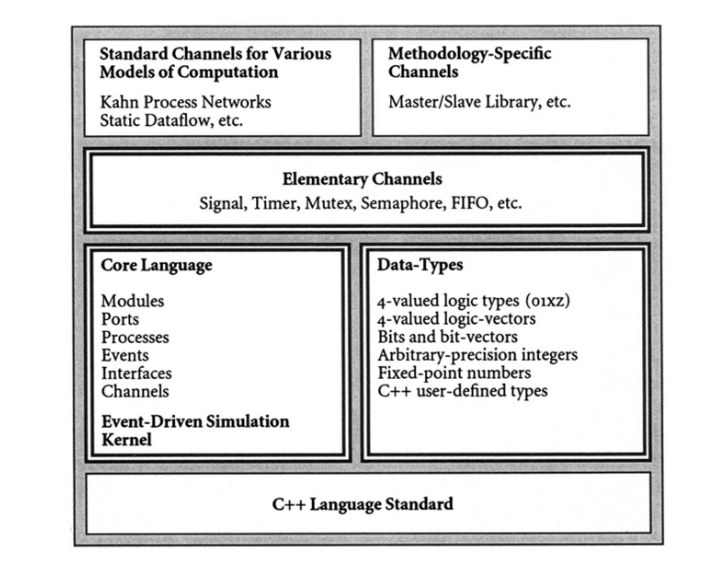 Standard Channels for Various
Models of Computation
Kahn Process Networks
Static Dataflow, etc.
Methodology-Specific
Channels
Master/Slave Library, etc.
Elementary Channels
Signal, Timer, Mutex, Semaphore, FIFO, etc.
Core Language
Modules
Ports
Processes
Events
Interfaces
Channels
Event-Driven Simulation
Kernel
Data-Types
4-valued logic types (01XZ)
4-valued logic-vectors
Bits and bit-vectors
Arbitrary-precision integers
Fixed-point numbers
C++ user-defined types
C++ Language Standard